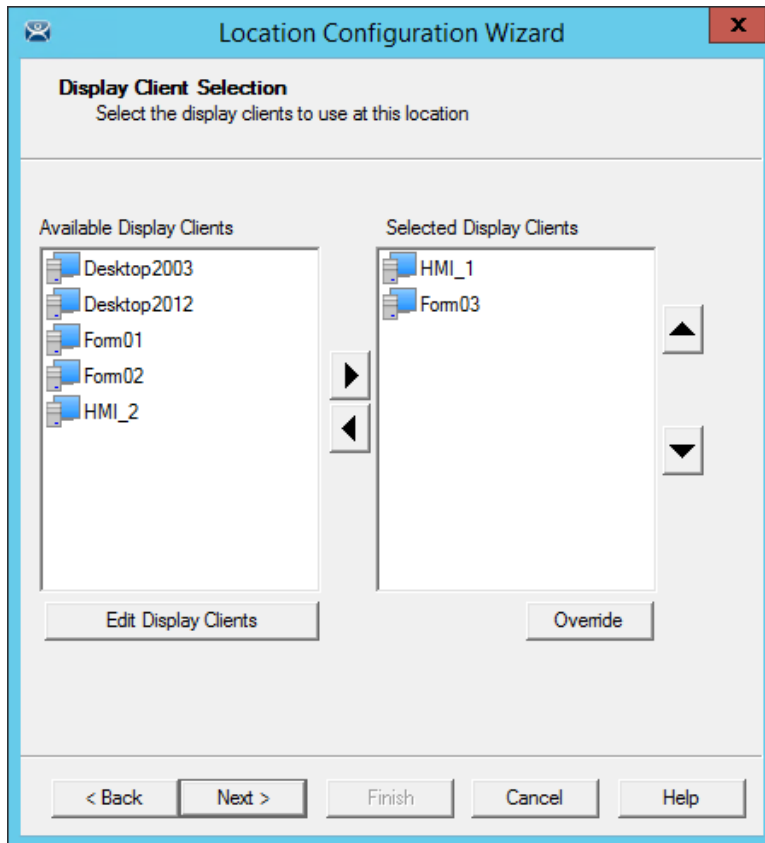 Location Configuration Wizard
x
Display Client Selection
Select the display clients to use at this location
Available Display Clients
Desktop2003
Desktop2012
Form01
Form02
HMI_2
Selected Display Clients
HMI_1
Form03
Edit Display Clients
Override
< Back
Next >
Finish
Cancel
Help